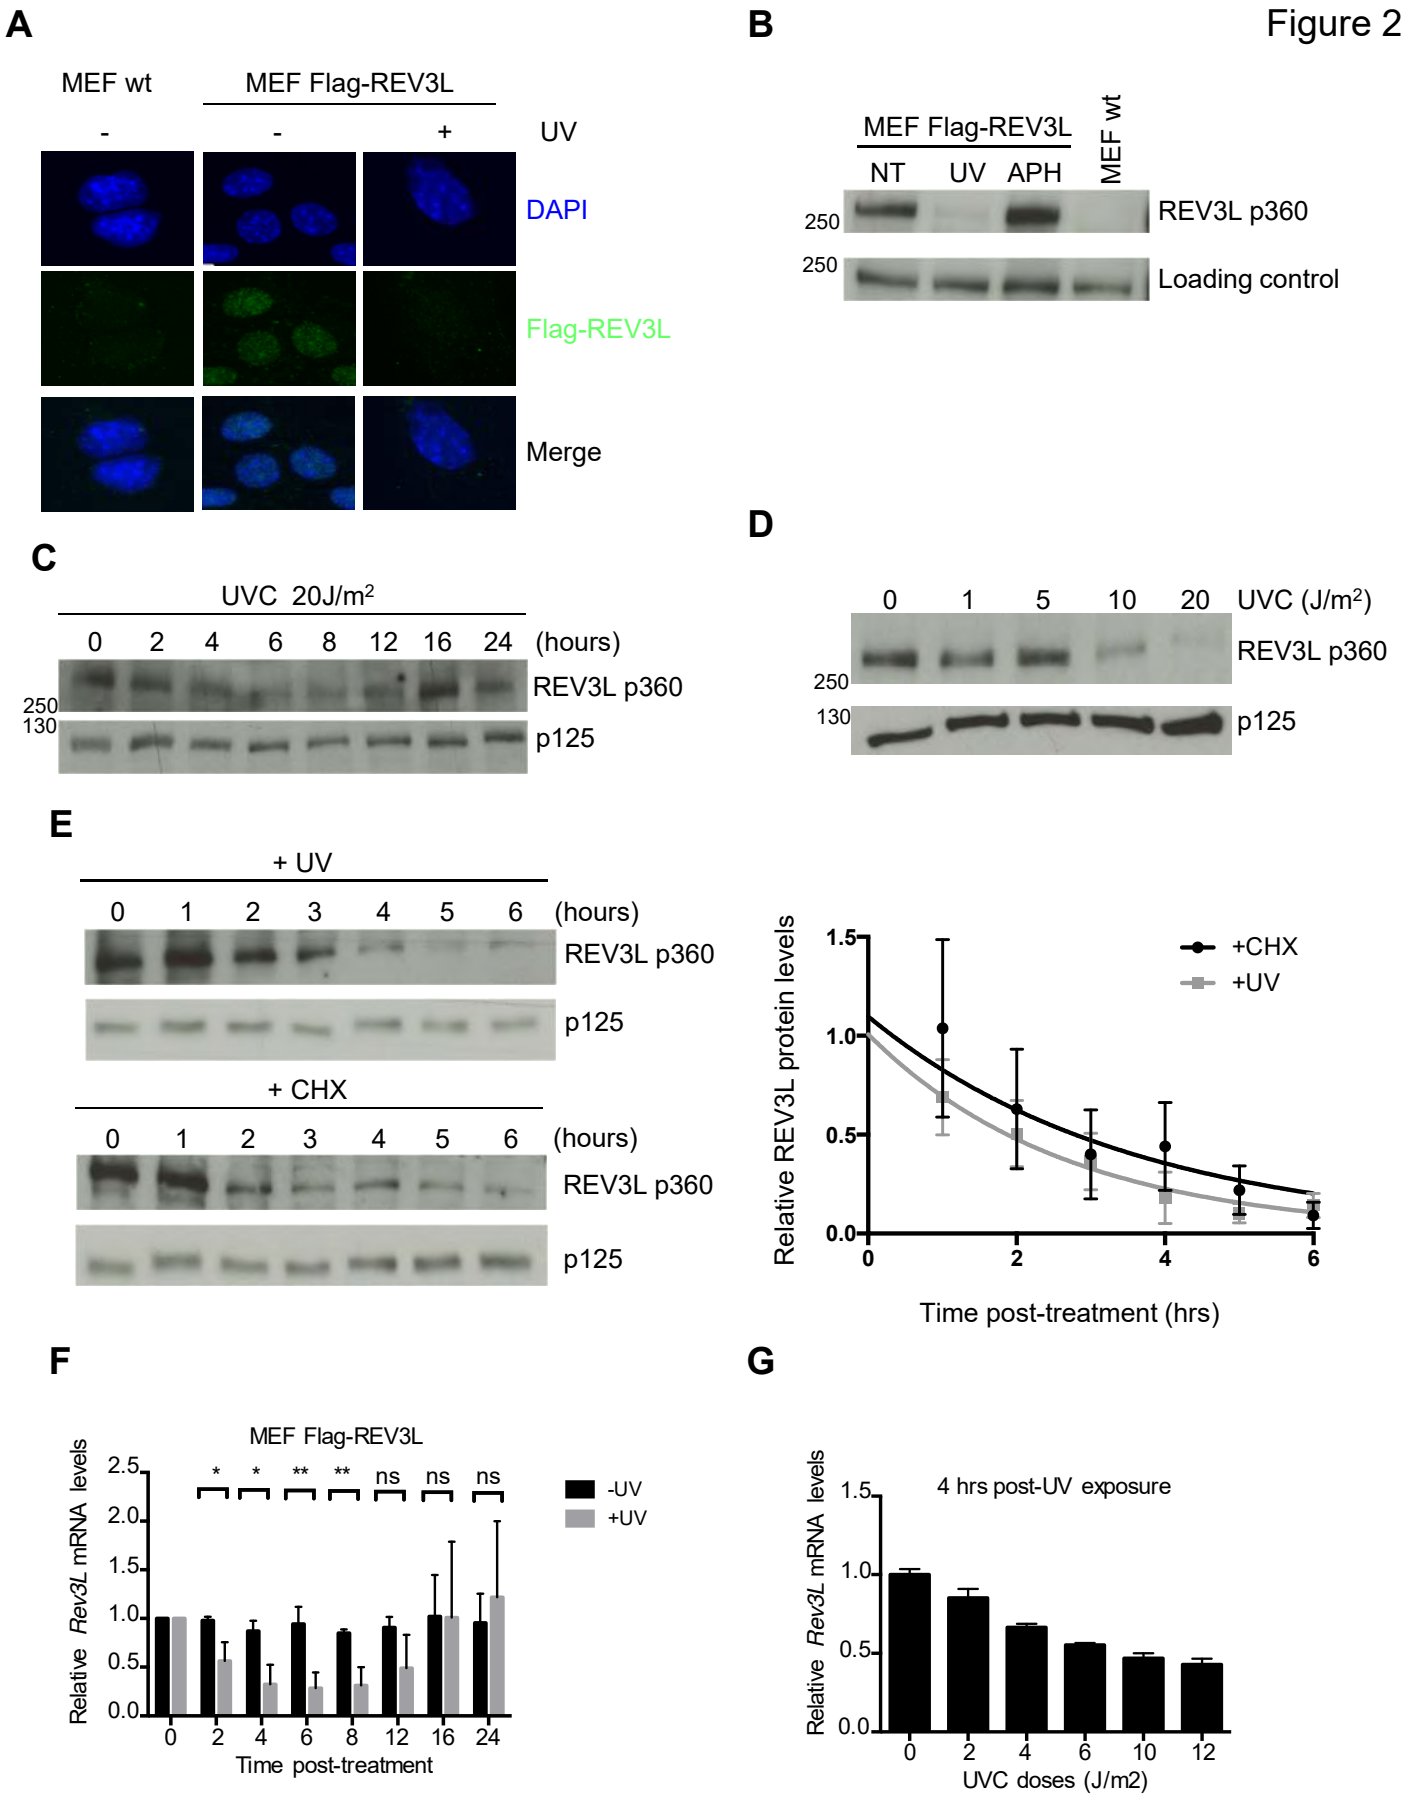 Figure 2
A
MEF wt
MEF Flag-REV3L
-
-
+
UV
DAPI
Flag-REV3L
Merge
B
MEF Flag-REV3L
MEF wt
NT
UV
APH
250
REV3L p360
250
Loading control
C
UVC 20J/m2
0 2 4 6 8 12 16 24 (hours)
REV3L p360
250
130
p125
D
0 1 5 10 20 UVC (J/m2)
REV3L p360
250
130
p125
E
+ UV
0 1 2 3 4 5 6 (hours)
REV3L p360
p125
+ CHX
0 1 2 3 4 5 6 (hours)
REV3L p360
p125
Relative REV3L protein levels
1.5
1.0
0.5
0.0
0 2 4 6
Time post-treatment (hrs)
+CHX
+UV
F
MEF Flag-REV3L
Relative Rev3L mRNA levels
2.5
2.0
1.5
1.0
0.5
0.0
* * ** ** ns ns ns
-UV
+UV
0 2 4 6 8 12 16 24
Time post-treatment
G
4 hrs post-UV exposure
Relative Rev3L mRNA levels
1.5
1.0
0.5
0.0
0 2 4 6 10 12
UVC doses (J/m2)